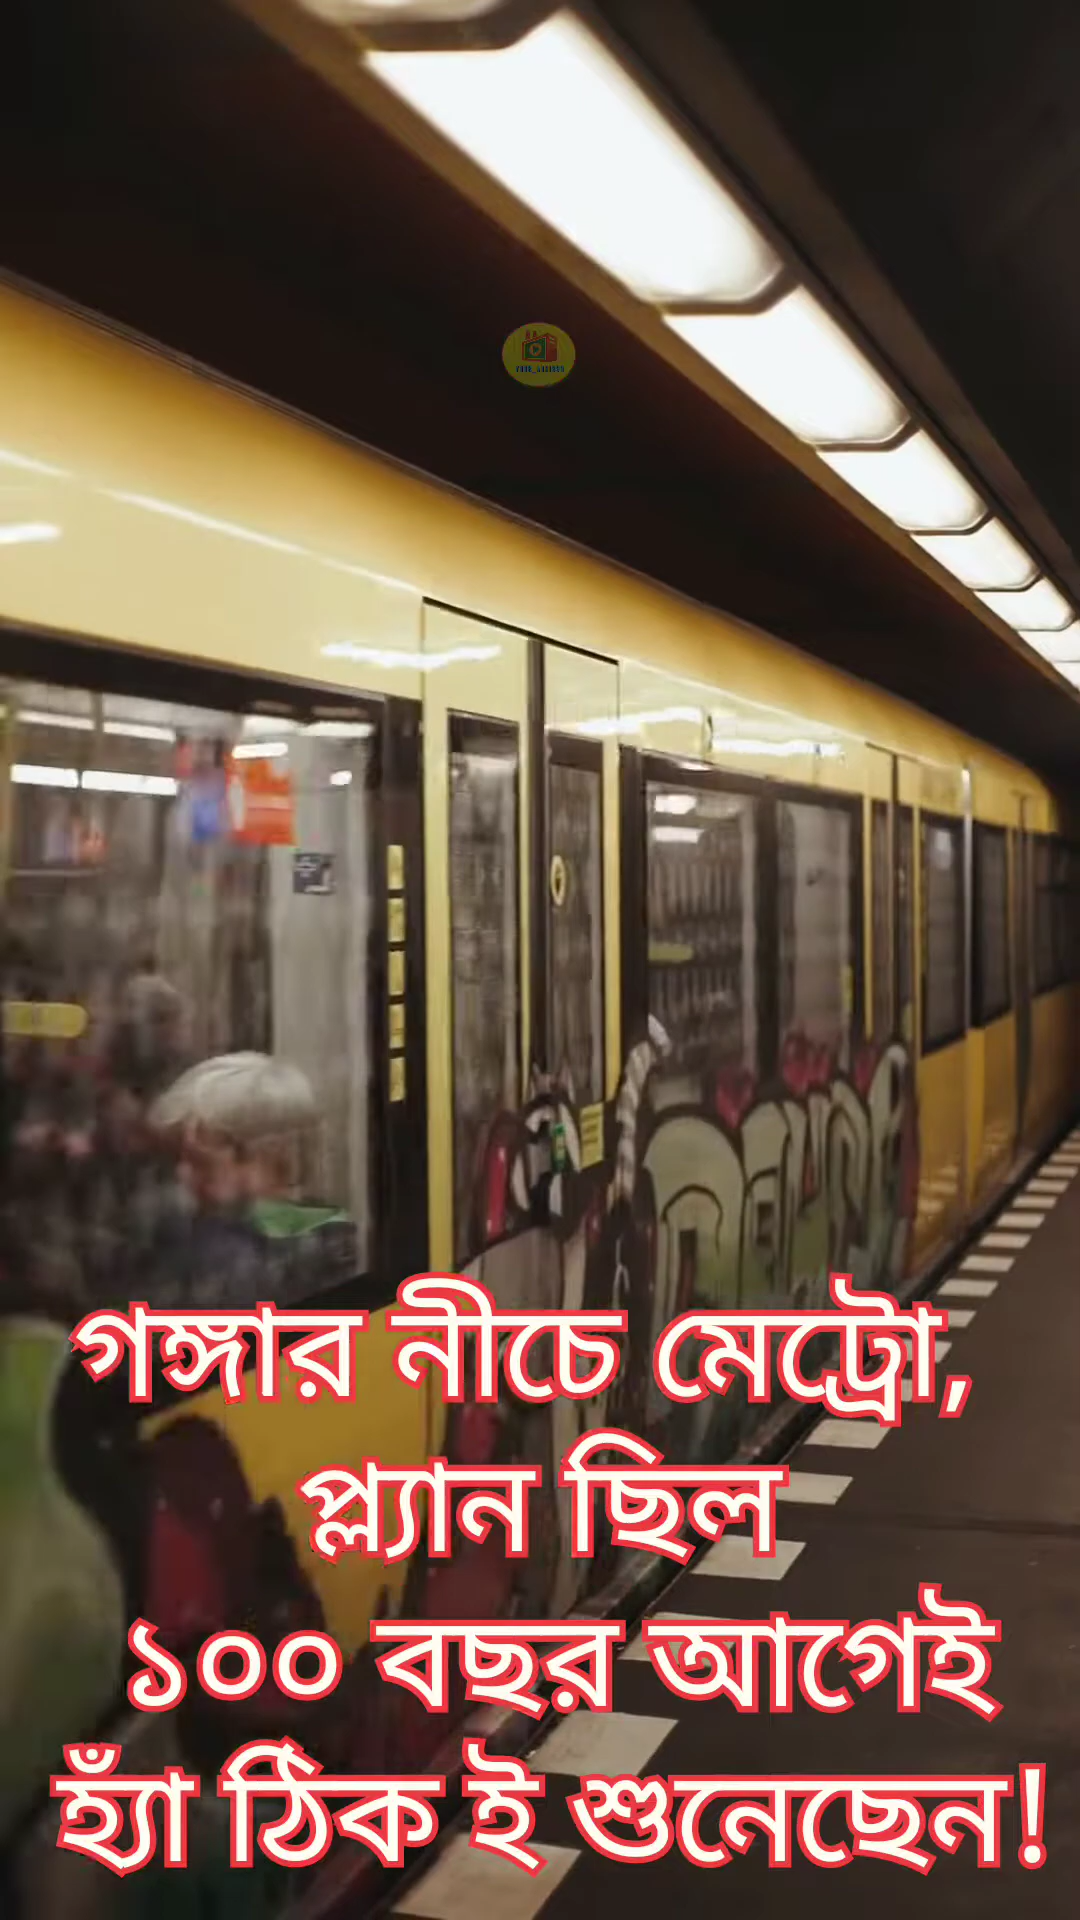 গঙ্গার নীচে মেট্রো,
প্ল্যান ছিল
১০০ বছর আগেই
হ্যাঁ ঠিক ই শুনেছেন!